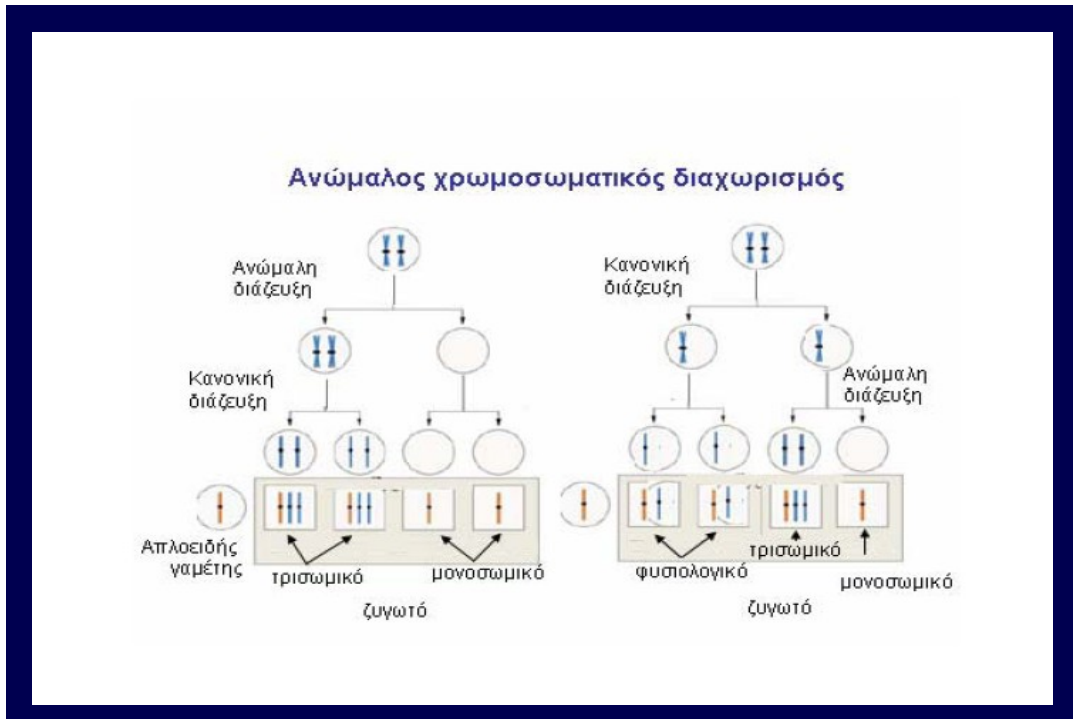 Ανώμαλος χρωμοσωματικός διαχωρισμός
Ανώμαλη
διάζευξη
Κανονική
διάζευξη
Απλοειδής
γαμέτης
τρισωμικό
μονοσωμικό
ζυγωτό
Κανονική
διάζευξη
Ανώμαλη
διάζευξη
φυσιολογικό
τρισωμικό
μονοσωμικό
ζυγωτό